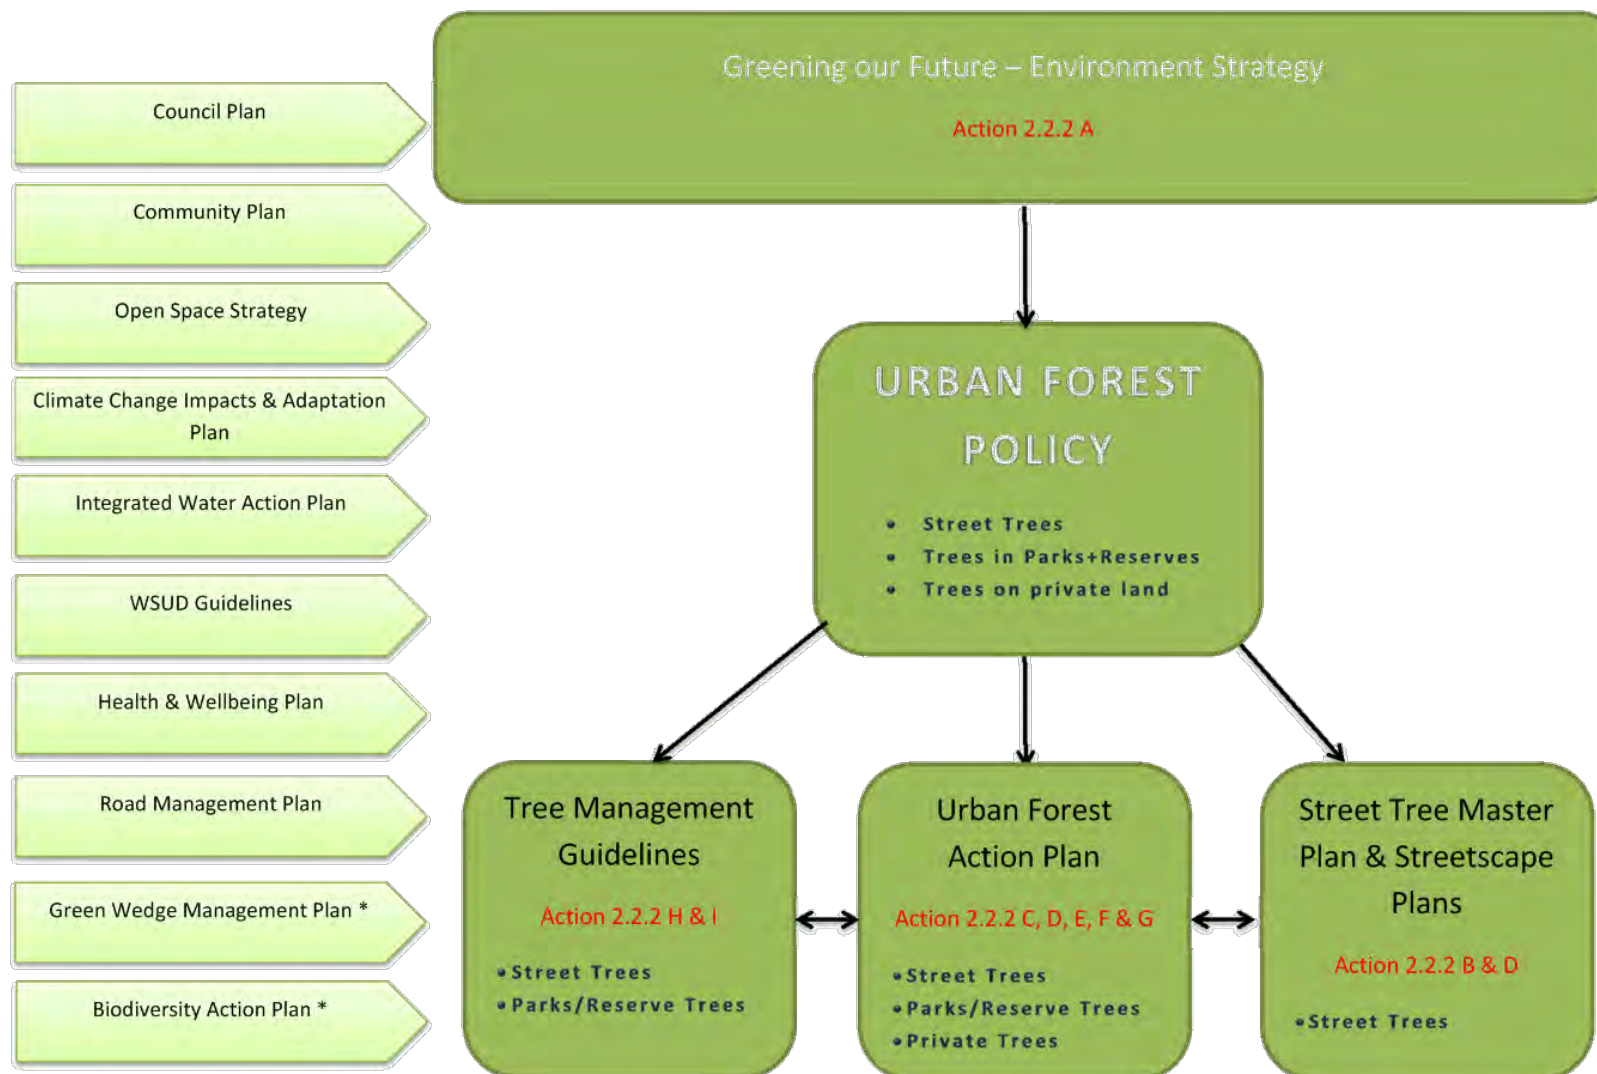 Greening our Future – Environment Strategy
Action 2.2.2 A
Council Plan
Community Plan
Open Space Strategy
Climate Change Impacts & Adaptation
Plan
Integrated Water Action Plan
WSUD Guidelines
Health & Wellbeing Plan
Road Management Plan
Green Wedge Management Plan *
Biodiversity Action Plan *
URBAN FOREST
POLICY
• Street Trees
• Trees in Parks+Reserves
• Trees on private land
Tree Management
Guidelines
Action 2.2.2 H & I
• Street Trees
• Parks/Reserve Trees
Urban Forest
Action Plan
Action 2.2.2 C, D, E, F & G
• Street Trees
• Parks/Reserve Trees
• Private Trees
Street Tree Master
Plan & Streetscape
Plans
Action 2.2.2 B & D
• Street Trees